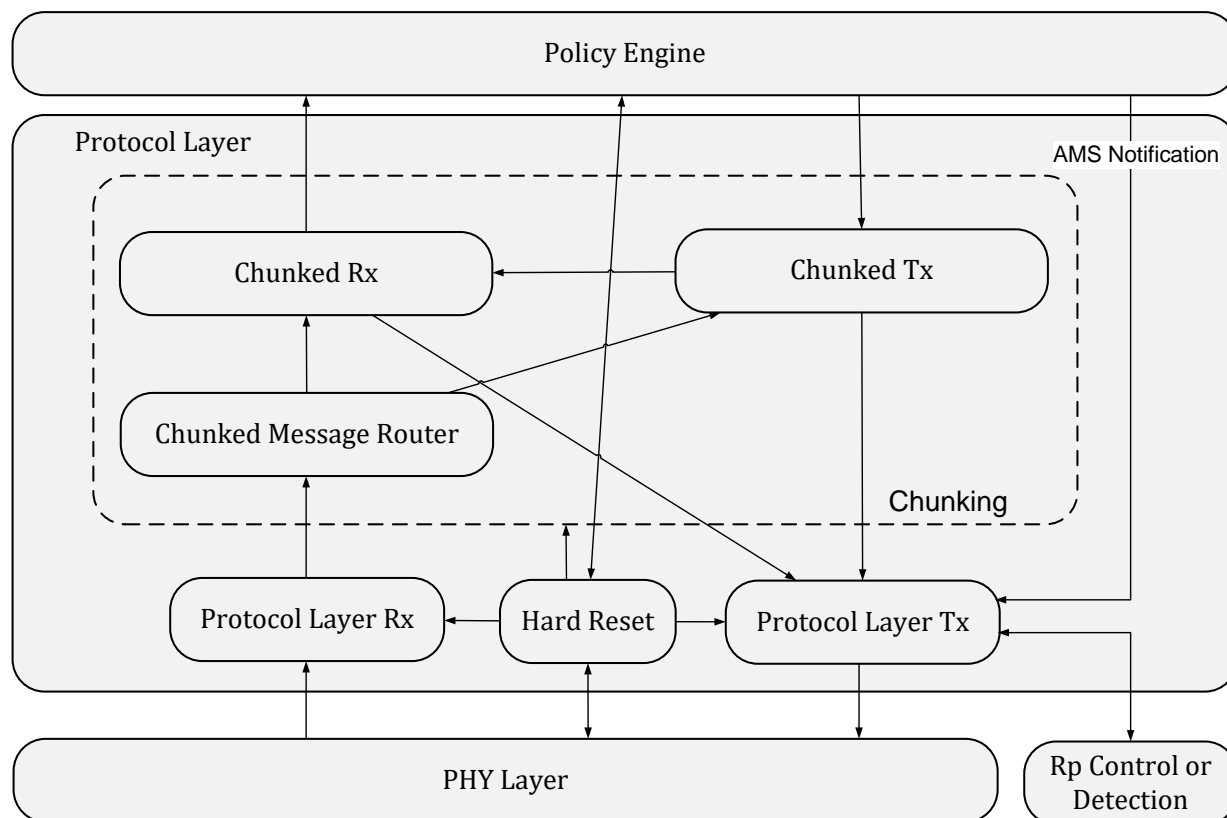 Policy Engine
Protocol Layer
AMS Notification
Chunked Rx
Chunked Tx
Chunked Message Router
Chunking
Protocol Layer Rx
Hard Reset
Protocol Layer Tx
PHY Layer
Rp Control or
Detection